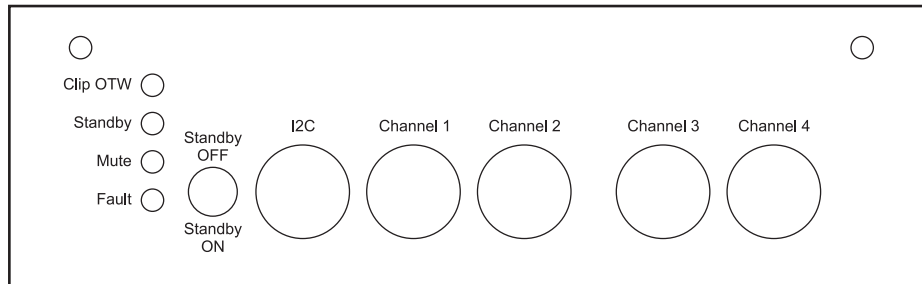 Clip OTW
Standby
Mute
Fault
Standby
OFF
Standby
ON
I2C
Channel 1
Channel 2
Channel 3
Channel 4